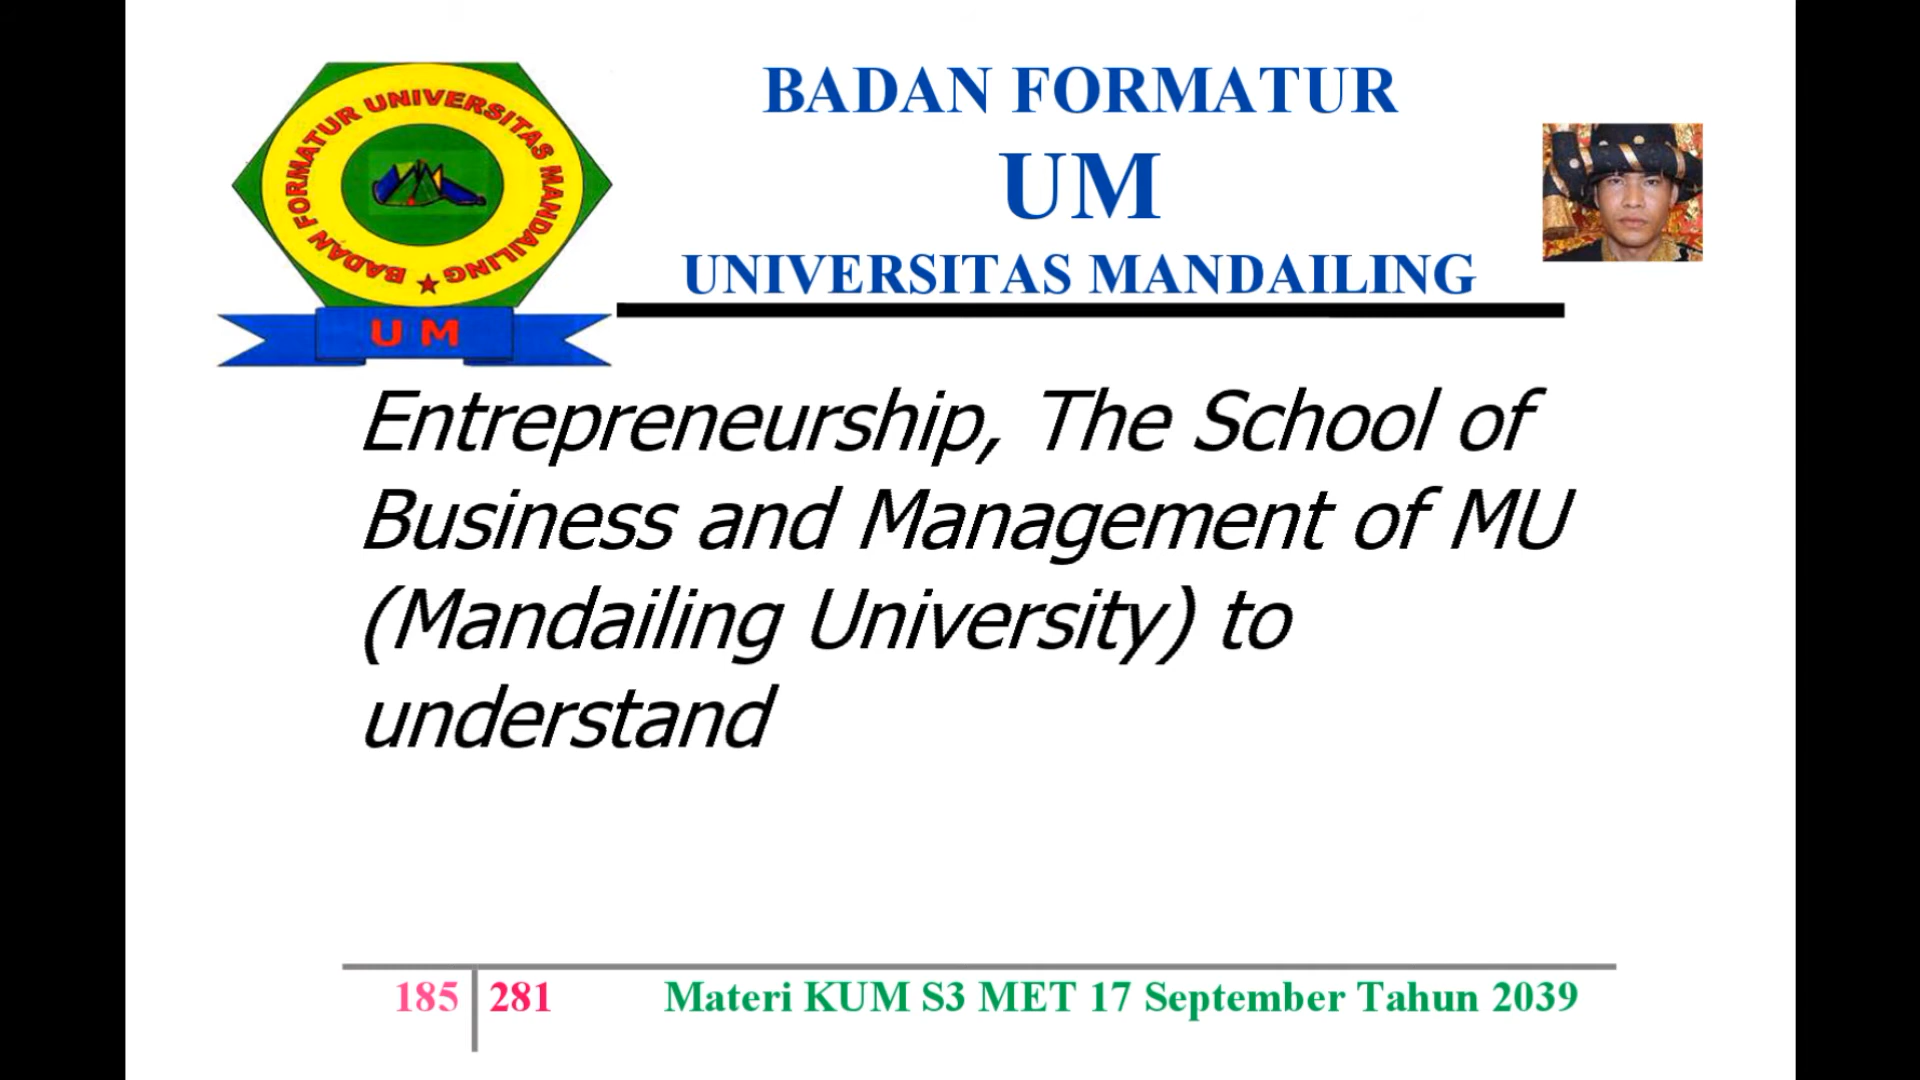 BADAN FORMATUR UNIVERSITAS MANDAILING
U M
BADAN FORMATUR
UM
UNIVERSITAS MANDAILING
Entrepreneurship, The School of
Business and Management of MU
(Mandailing University) to
understand
185 281 Materi KUM S3 MET 17 September Tahun 2039